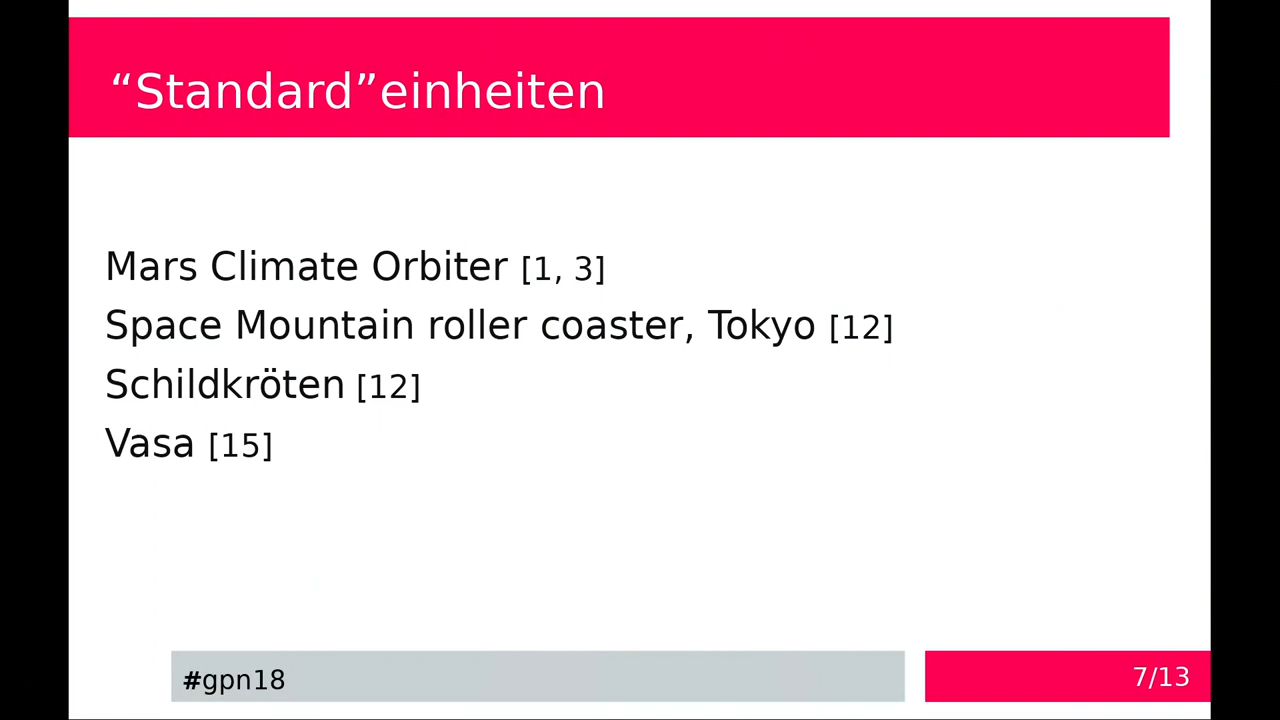 “Standard”einheiten
Mars Climate Orbiter [1, 3]
Space Mountain roller coaster, Tokyo [12]
Schildkröten [12]
Vasa [15]
#gpn18
7/13